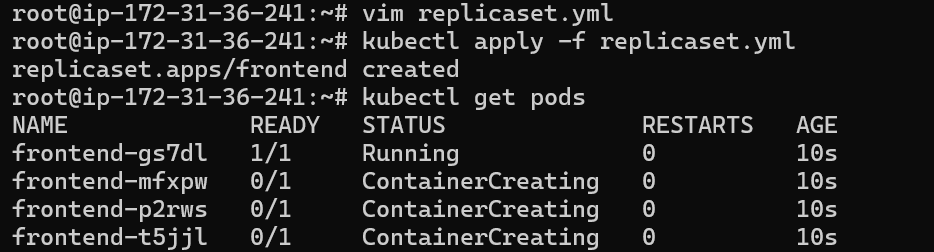 root@ip-172-31-36-241:~# vim replicaset.yml
root@ip-172-31-36-241:~# kubectl apply -f replicaset.yml
replicaset.apps/frontend created
root@ip-172-31-36-241:~# kubectl get pods
NAME             READY   STATUS              RESTARTS   AGE
frontend-gs7dl   1/1     Running             0          10s
frontend-mfxpw   0/1     ContainerCreating   0          10s
frontend-p2rws   0/1     ContainerCreating   0          10s
frontend-t5jjl   0/1     ContainerCreating   0          10s